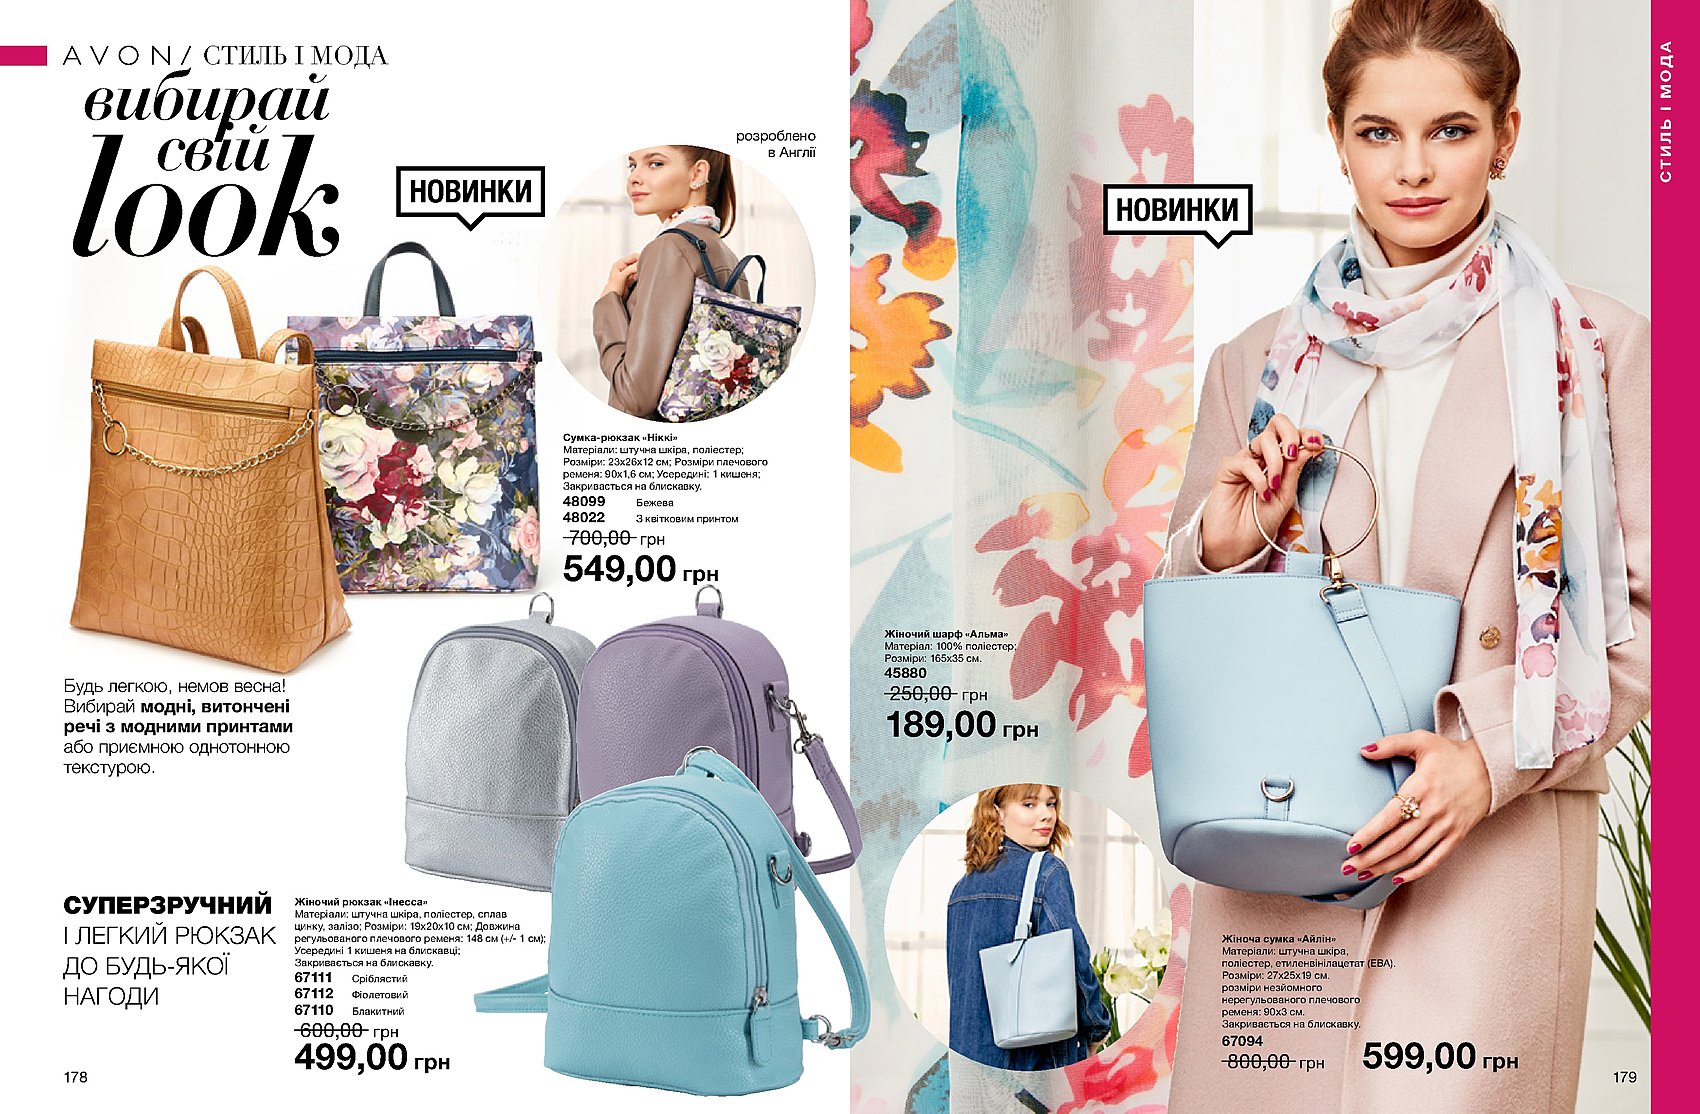 AVON / СТИЛЬ І МОДА
вибирай
свій
look
НОВИНКИ
розроблено
в Англії
Сумка-рюкзак «Ніккі»
Матеріали: штучна шкіра, поліестер;
Розміри: 23х26х12 см; Розміри плечового
ременя: 90х1,6 см; Усередині: 1 кишеня;
Закривається на блискавку.
48099 Бежева
48022 З квітковим принтом
700,00 грн
549,00 грн
Будь легкою, немов весна!
Вибирай модні, витончені
речі з модними принтами
або приємною однотонною
текстурою.
СУПЕРЗРУЧНИЙ
І ЛЕГКИЙ РЮКЗАК
ДО БУДЬ-ЯКОЇ
НАГОДИ
Жіночий рюкзак «Інесса»
Матеріали: штучна шкіра, поліестер, сплав
цинку, залізо; Розміри: 19х20х10 см; Довжина
регульованого плечового ременя: 148 см (+/- 1 см);
Усередині 1 кишеня на блискавці;
Закривається на блискавку.
67111 Сріблястий
67112 Фіолетовий
67110 Блакитний
600,00 грн
499,00 грн
178
СТИЛЬ І МОДА
НОВИНКИ
Жіночий шарф «Альма»
Матеріал: 100% поліестер;
Розміри: 165х35 см.
45880
250,00 грн
189,00 грн
Жіноча сумка «Айлін»
Матеріали: штучна шкіра,
поліестер, етиленвінілацетат (ЕВА).
Розміри: 27х25х19 см.
розміри незйомного
нерегульованого плечового
ременя: 90х3 см.
Закривається на блискавку.
67094
800,00 грн
599,00 грн
179